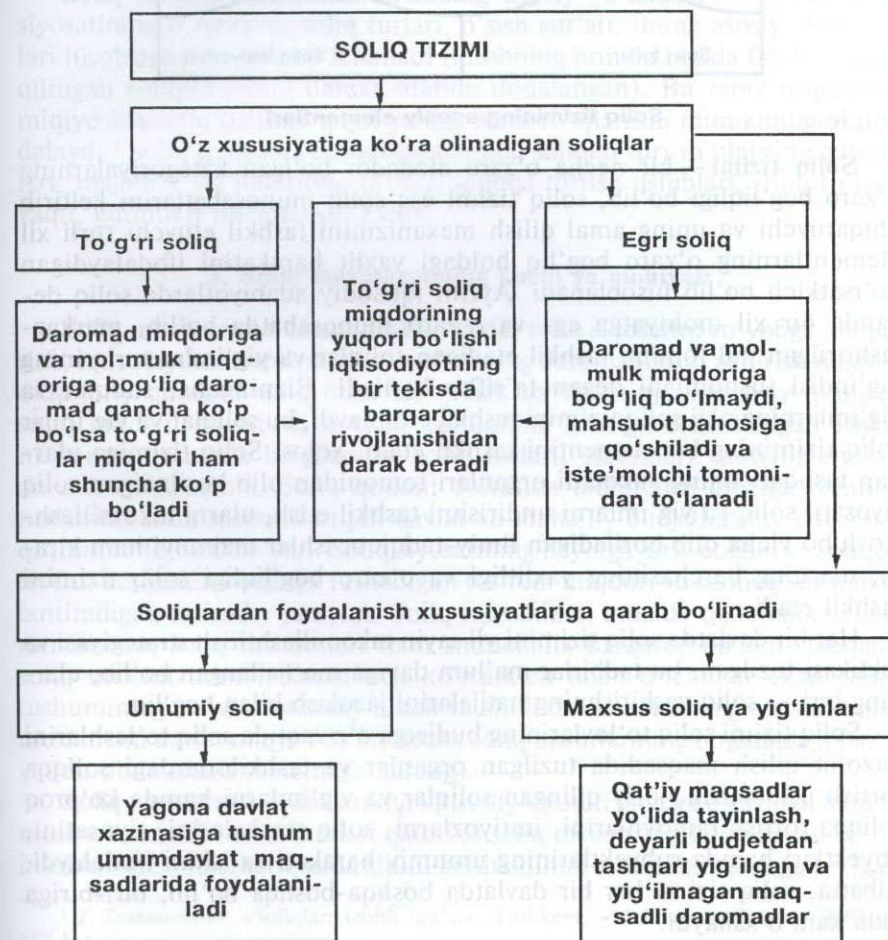 SOLIQ TIZIMI
O‘z xususiyatiga ko‘ra olinadigan soliqlar
To‘g‘ri soliq
Egri soliq
Daromad miqdoriga
va mol-mulk miqd-
origa bog‘liq daro-
mad qancha ko‘p
bo‘lsa to‘g‘ri soliq-
lar miqdori ham
shuncha ko‘p
bo‘ladi
To‘g‘ri soliq
miqdorining
yuqori bo‘lishi
iqtisodiyotning
bir tekisda
barqaror
rivojlanishidan
darak beradi
Daromad va mol-
mulk miqdoriga
bog‘liq bo‘lmaydi,
mahsulot bahosiga
qo‘shiladi va
iste’molchi tomoni-
dan to‘lanadi
Soliqlardan foydalanish xususiyatlariga qarab bo‘linadi
Umumiy soliq
Maxsus soliq va yig‘imlar
Yagona davlat
xazinasiga tushum
umumdavlat maq-
sadlarida foydalani-
ladi
Qat’iy maqsadlar
yo‘lida tayinlash,
deyarli budjetdan
tashqari yig‘ilgan va
yig‘ilmagan maq-
sadli daromadlar